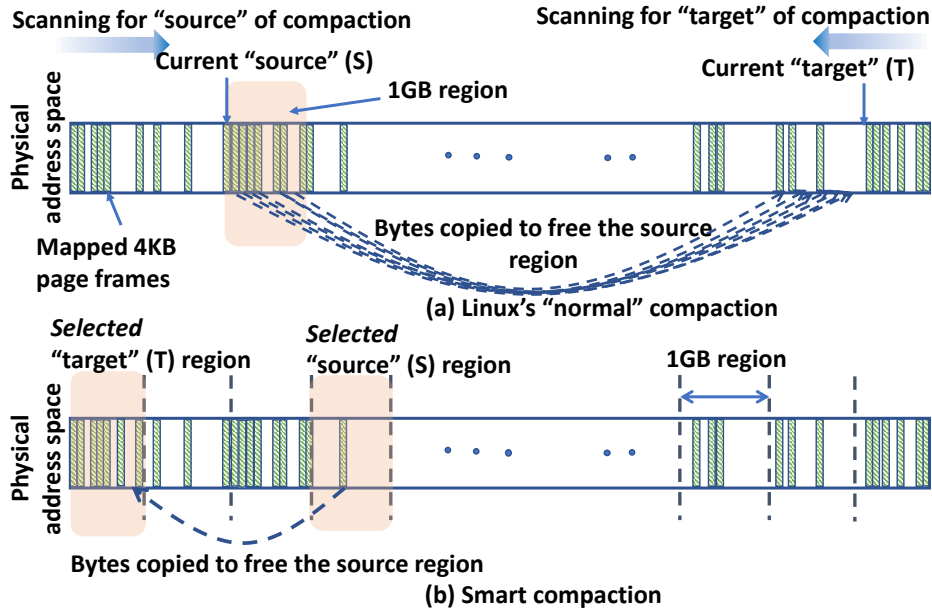 Scanning for “source” of compaction
Scanning for “target” of compaction
Current “source” (S)
Current “target” (T)
1GB region
Physical
address space
Mapped 4KB
page frames
Bytes copied to free the source
region
(a) Linux’s “normal” compaction
Selected
“target” (T) region
Selected
“source” (S) region
1GB region
Physical
address space
Bytes copied to free the source region
(b) Smart compaction